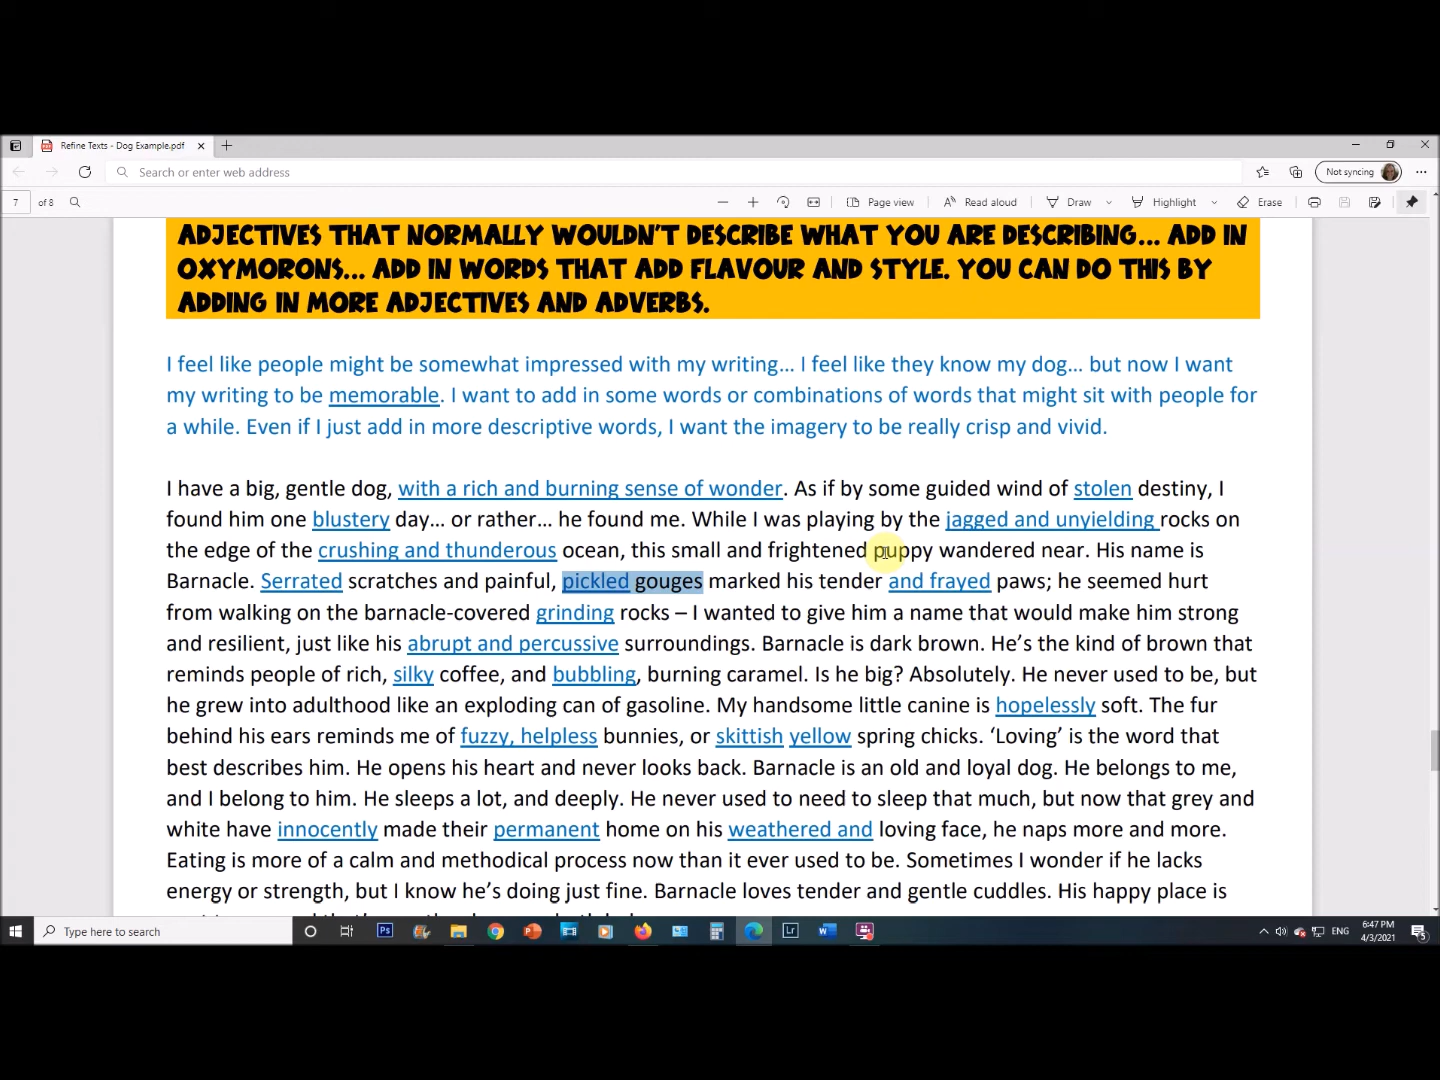 Refine Texts - Dog Example.pdf
Search or enter web address
Not syncing
7 of 8
Page view
Read aloud
Draw
Highlight
Erase
ADJECTIVES THAT NORMALLY WOULDN'T DESCRIBE WHAT YOU ARE DESCRIBING... ADD IN
OXYMORONS... ADD IN WORDS THAT ADD FLAVOUR AND STYLE. YOU CAN DO THIS BY
ADDING IN MORE ADJECTIVES AND ADVERBS.
I feel like people might be somewhat impressed with my writing... I feel like they know my dog... but now I want
my writing to be memorable. I want to add in some words or combinations of words that might sit with people for
a while. Even if I just add in more descriptive words, I want the imagery to be really crisp and vivid.
I have a big, gentle dog, with a rich and burning sense of wonder. As if by some guided wind of stolen destiny, I
found him one blustery day... or rather... he found me. While I was playing by the jagged and unyielding rocks on
the edge of the crushing and thunderous ocean, this small and frightened puppy wandered near. His name is
Barnacle. Serrated scratches and painful, pickled gouges marked his tender and frayed paws; he seemed hurt
from walking on the barnacle-covered grinding rocks – I wanted to give him a name that would make him strong
and resilient, just like his abrupt and percussive surroundings. Barnacle is dark brown. He's the kind of brown that
reminds people of rich, silky coffee, and bubbling, burning caramel. Is he big? Absolutely. He never used to be, but
he grew into adulthood like an exploding can of gasoline. My handsome little canine is hopelessly soft. The fur
behind his ears reminds me of fuzzy, helpless bunnies, or skittish yellow spring chicks. ‘Loving’ is the word that
best describes him. He opens his heart and never looks back. Barnacle is an old and loyal dog. He belongs to me,
and I belong to him. He sleeps a lot, and deeply. He never used to need to sleep that much, but now that grey and
white have innocently made their permanent home on his weathered and loving face, he naps more and more.
Eating is more of a calm and methodical process now than it ever used to be. Sometimes I wonder if he lacks
energy or strength, but I know he's doing just fine. Barnacle loves tender and gentle cuddles. His happy place is
Type here to search
Ps
Lr
ENG
6:47 PM
4/3/2021
5